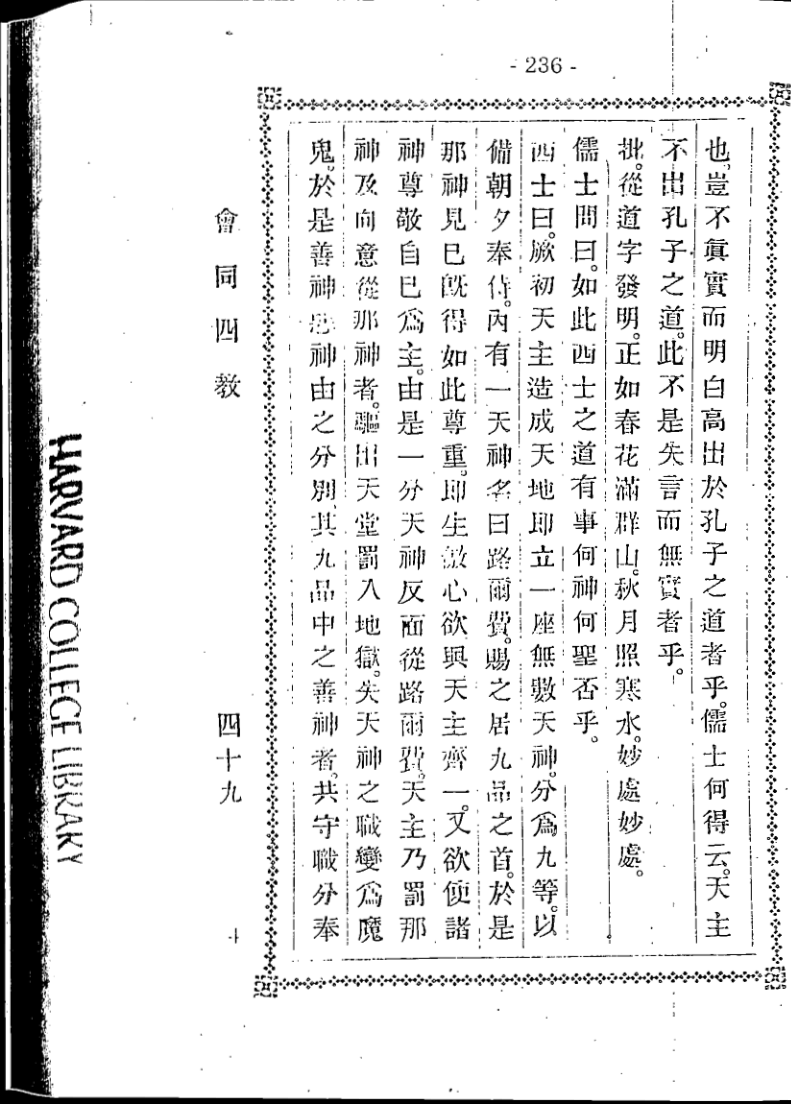 - 236 -
也。豈不眞實而明白高出於孔子之道者乎。儒士何得云。天主
不出孔子之道。此不是失言而無實者乎。
批。從道字發明。正如春花滿群山。秋月照寒水。妙處妙處。
儒士問曰。如此西士之道有事何神何聖否乎。
西士曰。厥初天主造成天地即立一座無數天神。分爲九等。以
備朝夕奉侍。內有一天神名曰路爾費。賜之居九品之首。於是
那神見己既得如此尊重。即生傲心欲與天主齊一。又欲使諸
神尊敬自己爲主。由是一分天神反面從路爾費。天主乃罰那
神及向意從那神者。驅出天堂罰入地獄。失天神之職變爲魔
鬼。於是善神惡神由之分別。其九品中之善神者。共守職分奉
會同四教
四十九
HARVARD COLLEGE LIBRARY